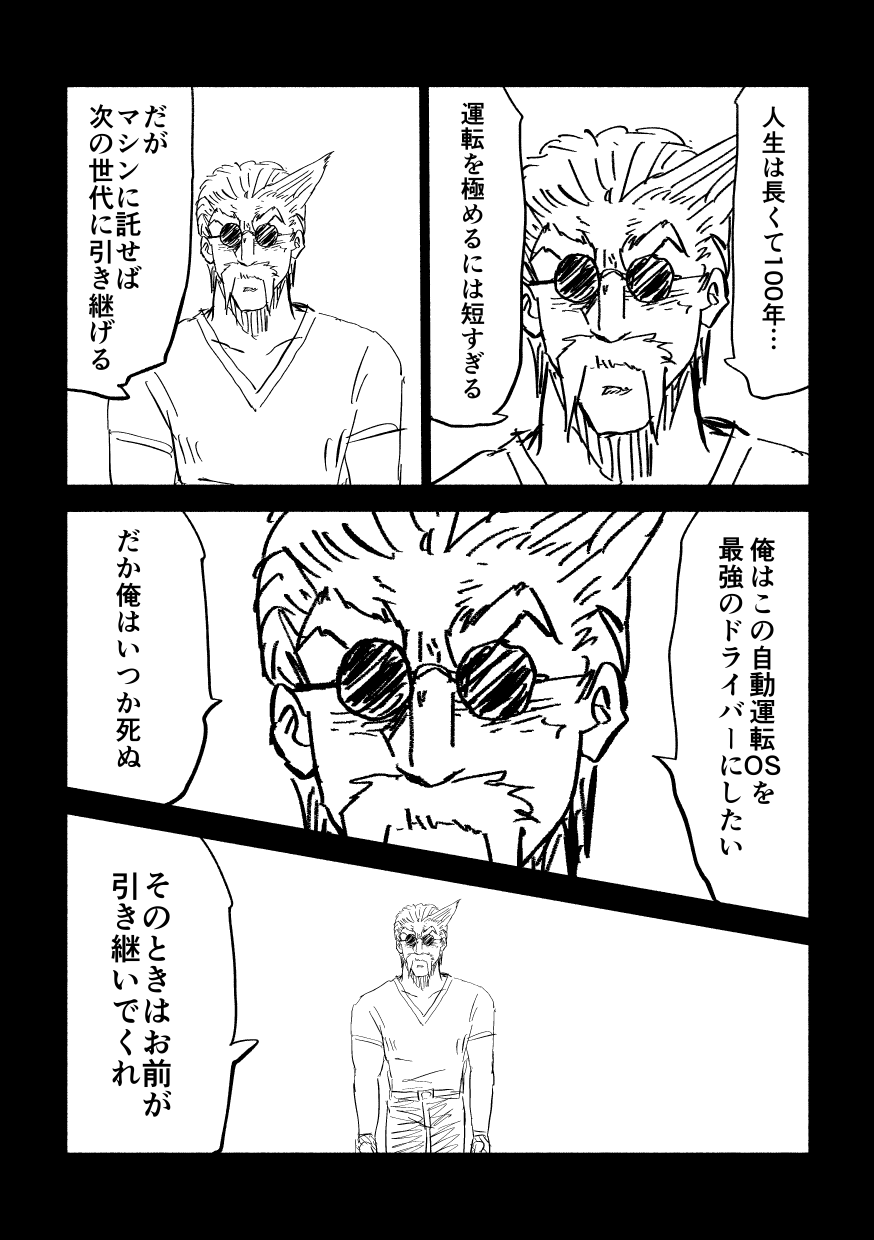 人生は長くて100年…
運転を極めるには短すぎる
だが
マシンに託せば
次の世代に引き継げる
俺はこの自動運転OSを
最強のドライバーにしたい
だか俺はいつか死ぬ
そのときはお前が
引き継いでくれ